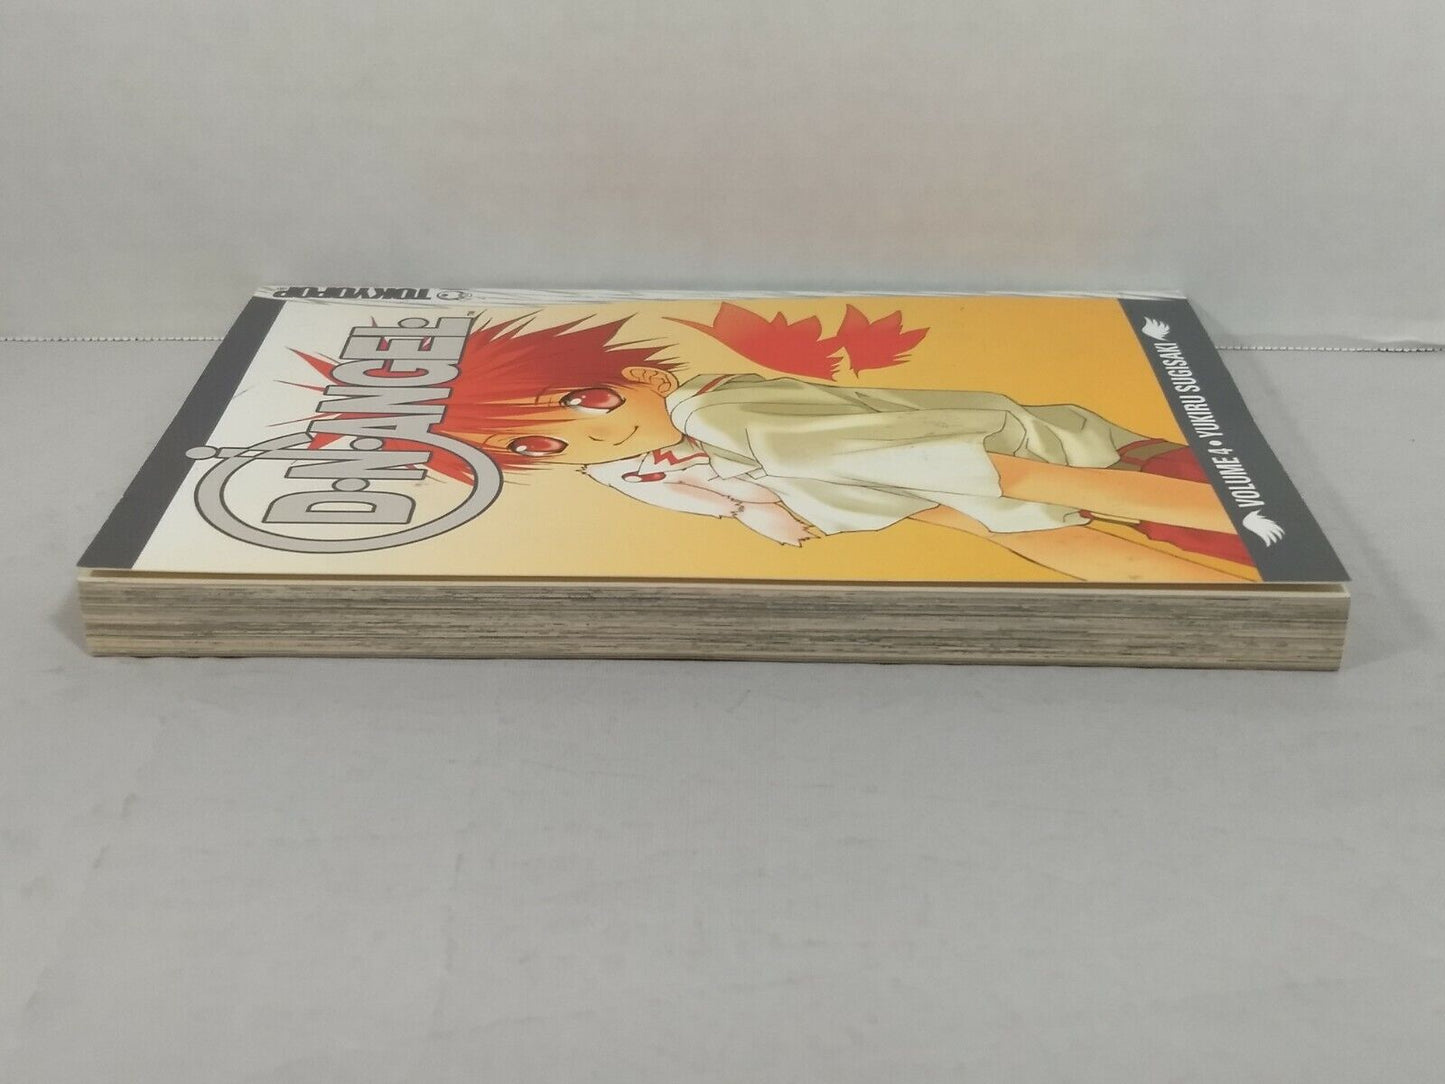 TOKYOPOP
D·N·ANGEL.™
VOLUME 4 • YUKIRU SUGISAKI